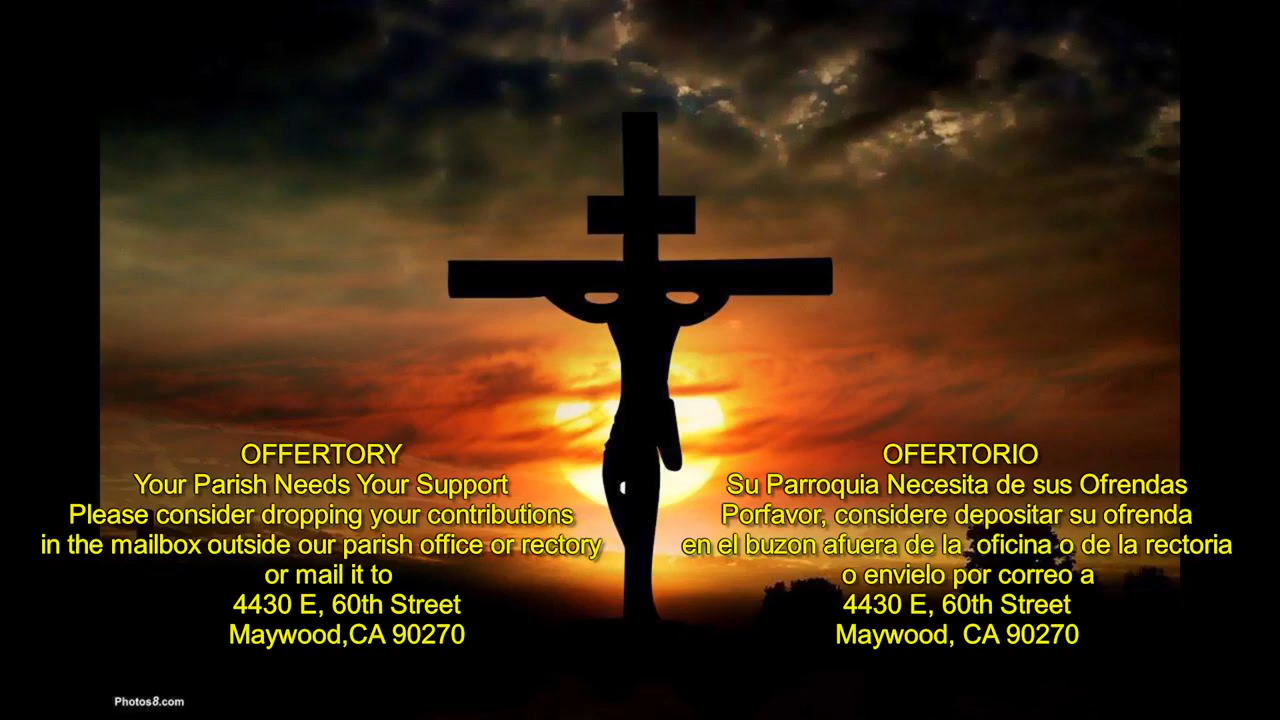 OFFERTORY
Your Parish Needs Your Support
Please consider dropping your contributions
in the mailbox outside our parish office or rectory
or mail it to
4430 E, 60th Street
Maywood,CA 90270
OFERTORIO
Su Parroquia Necesita de sus Ofrendas
Porfavor, considere depositar su ofrenda
en el buzon afuera de la  oficina o de la rectoria
o envielo por correo a
4430 E, 60th Street
Maywood, CA 90270
Photos8.com